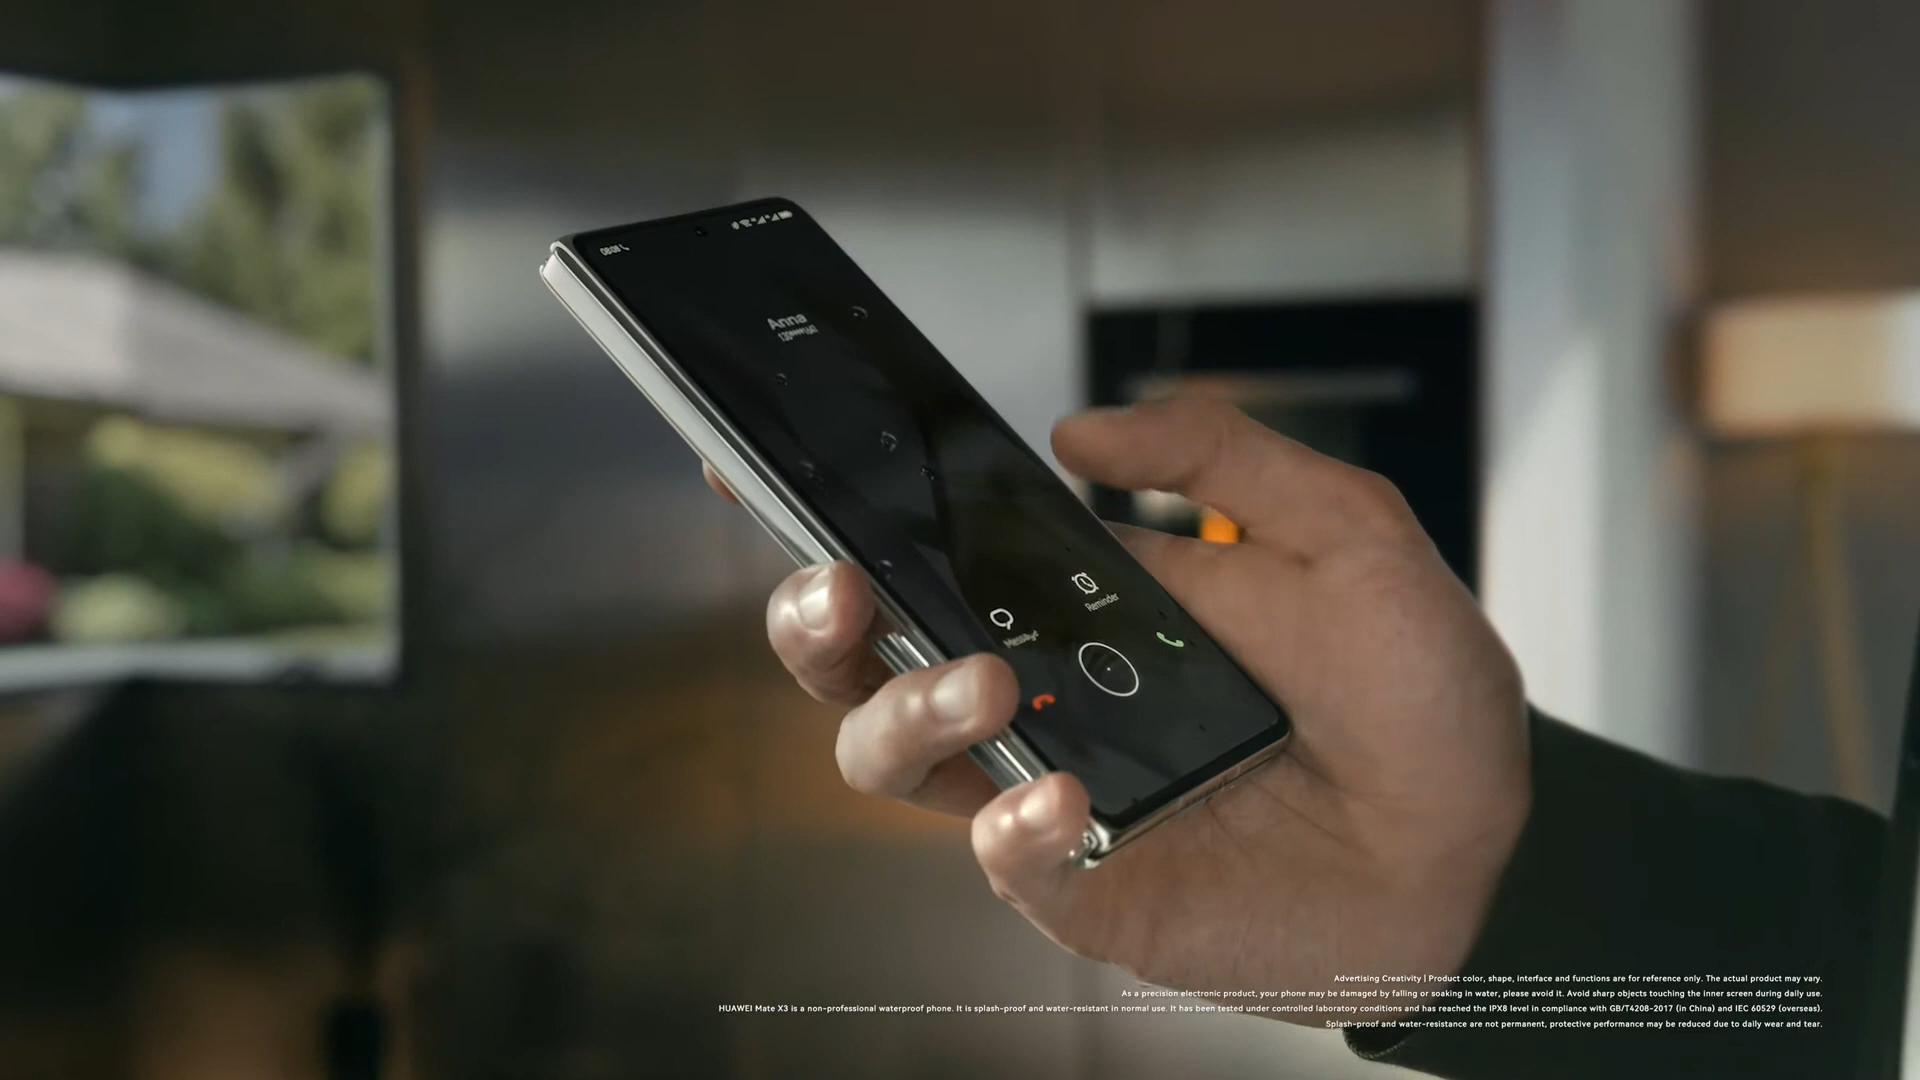 08:08
Anna
Reminder
Message
Advertising Creativity | Product color, shape, interface and functions are for reference only. The actual product may vary.
As a precision electronic product, your phone may be damaged by falling or soaking in water, please avoid it. Avoid sharp objects touching the inner screen during daily use.
HUAWEI Mate X3 is a non-professional waterproof phone. It is splash-proof and water-resistant in normal use. It has been tested under controlled laboratory conditions and has reached the IPX8 level in compliance with GB/T4208-2017 (in China) and IEC 60529 (overseas).
Splash-proof and water-resistance are not permanent, protective performance may be reduced due to daily wear and tear.